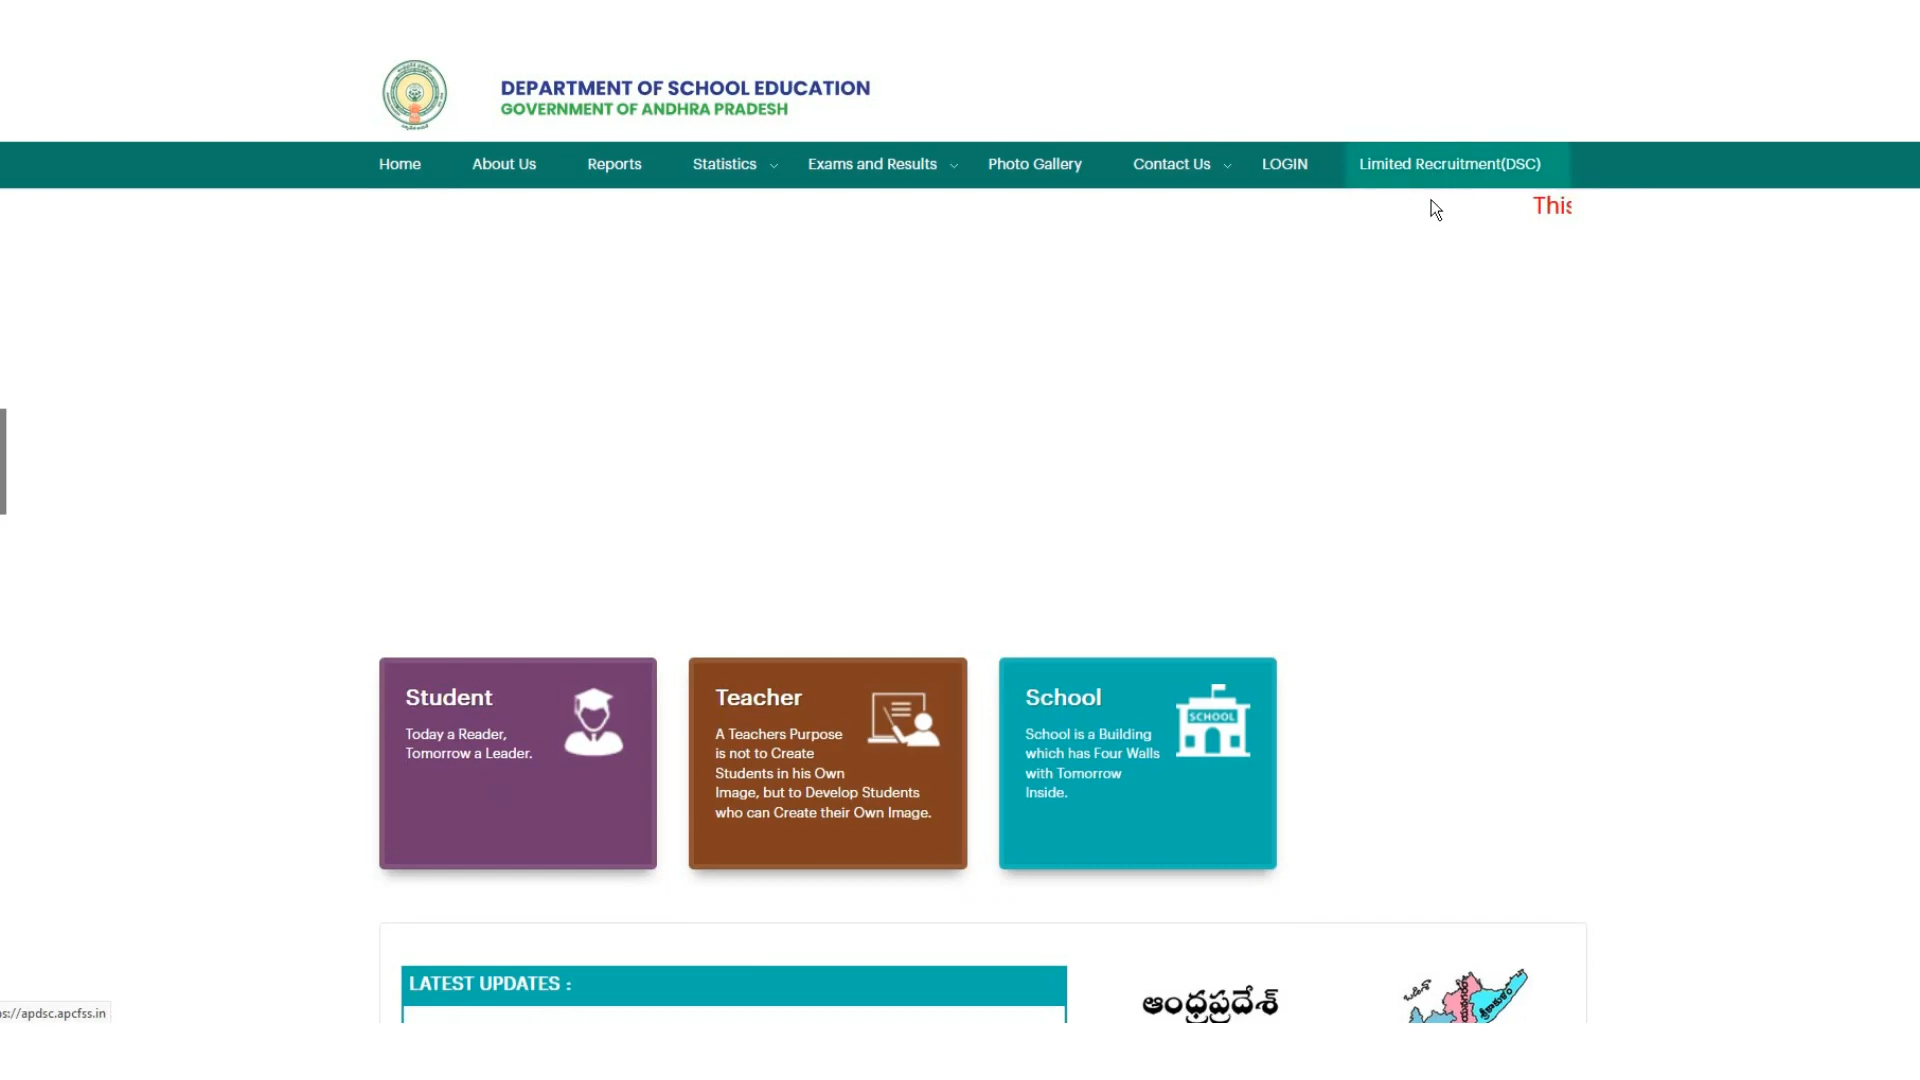 DEPARTMENT OF SCHOOL EDUCATION
GOVERNMENT OF ANDHRA PRADESH
Home About Us Reports Statistics Exams and Results Photo Gallery Contact Us LOGIN Limited Recruitment(DSC)
This
Student
Today a Reader,
Tomorrow a Leader.
Teacher
A Teachers Purpose
is not to Create
Students in his Own
Image, but to Develop Students
who can Create their Own Image.
School
SCHOOL
School is a Building
which has Four Walls
with Tomorrow
Inside.
LATEST UPDATES :
ఆంధ్రప్రదేశ్
ఒడిశా
శ్రీకాకుళం
s://apdsc.apcfss.in